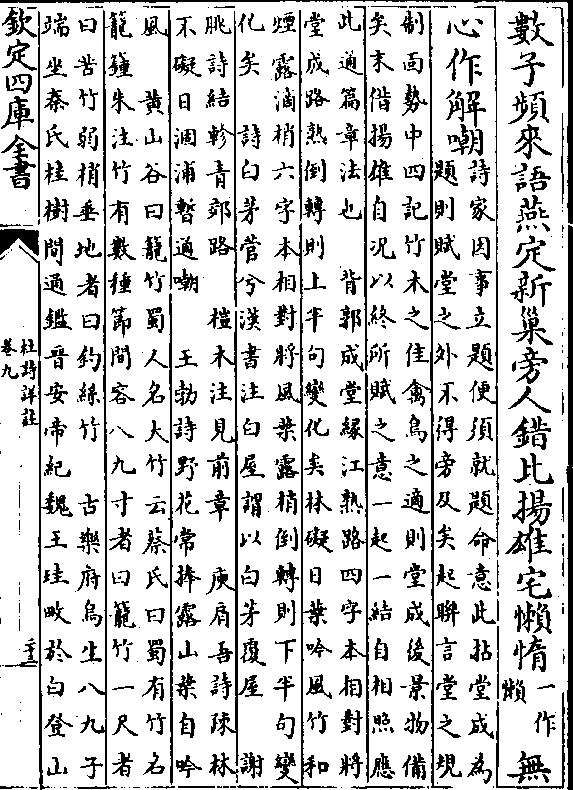 數子頻來語燕定新巢旁人錯比揚雄宅懶惰一作懶無
心作解嘲詩家因事立題便須就題命意此拈堂成為
題則賦堂之外不得旁及矣起聯言堂之規
制面勢中四記竹木之佳禽鳥之適則堂成後景物備
矣末借揚雄自況以終所賦之意一起一結自相照應
此通篇章法也　背郭成堂緣江熟路四字本相對將
堂成路熟倒轉則上半句變化矣林礙日葉吟風竹和
煙露滴梢六字本相對將風葉露梢倒轉則下半句變
化矣　詩白茅菅兮漢書注白屋謂以白茅覆屋　謝
朓詩結軫青郊路　榿木注見前章　庾肩吾詩疎林
不礙日涸浦暫通嘲　王勃詩野花常捧露山葉自吟
風　黃山谷曰籠竹蜀人名大竹云蔡氏曰蜀有竹名
籠鍾朱注竹有數種節間容八九寸者曰籠竹一尺者
曰苦竹弱梢垂地者曰釣絲竹　古樂府烏生八九子
端坐秦氏桂樹間通鑑晉安帝紀魏王珪畋於白登山
欽定四庫全書
杜詩詳註
卷九